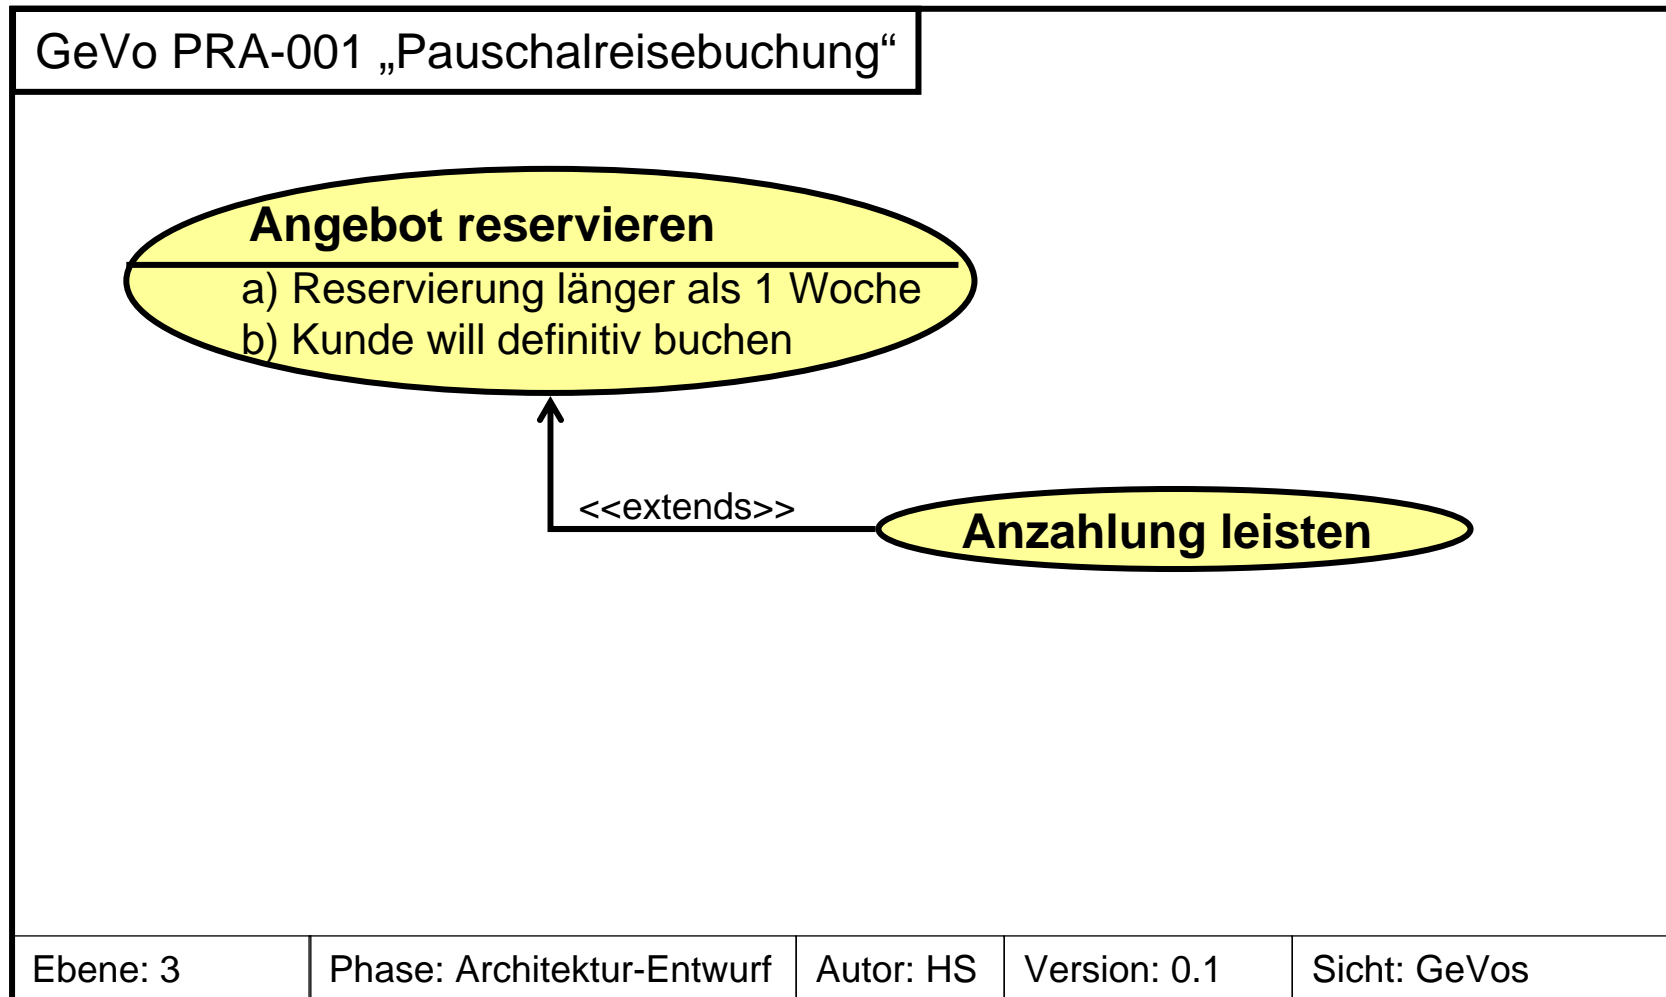 GeVo PRA-001 „Pauschalreisebuchung“
Angebot reservieren
a) Reservierung länger als 1 Woche
b) Kunde will definitiv buchen
<<extends>>
Anzahlung leisten
Ebene: 3 Phase: Architektur-Entwurf Autor: HS Version: 0.1 Sicht: GeVos